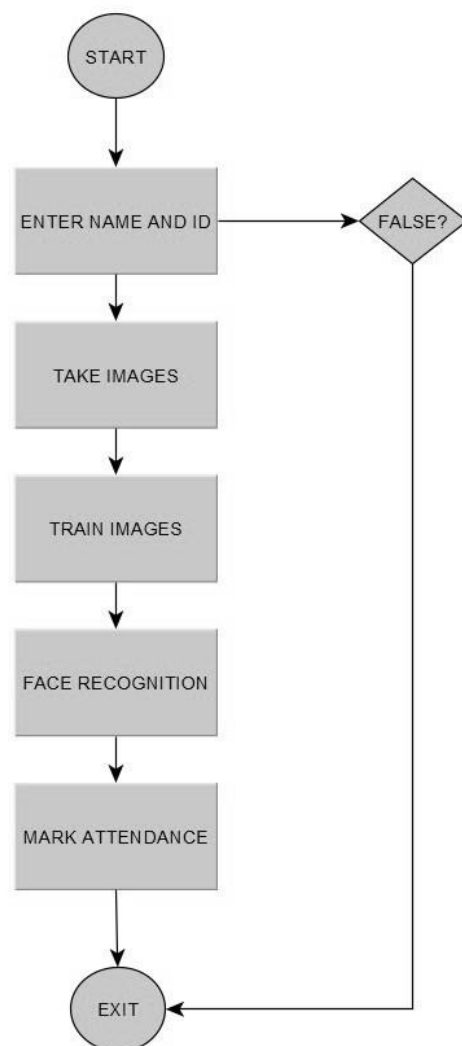 START
ENTER NAME AND ID
FALSE?
TAKE IMAGES
TRAIN IMAGES
FACE RECOGNITION
MARK ATTENDANCE
EXIT